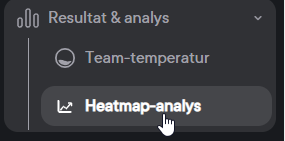 Resultat & analys
Team-temperatur
Heatmap-analys